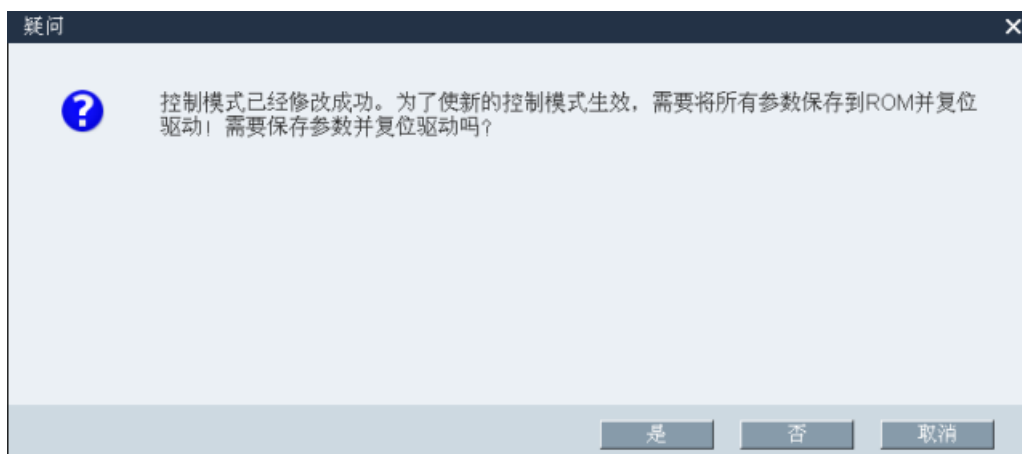 疑问
控制模式已经修改成功。为了使新的控制模式生效，需要将所有参数保存到ROM并复位
驱动！需要保存参数并复位驱动吗？
是
否
取消